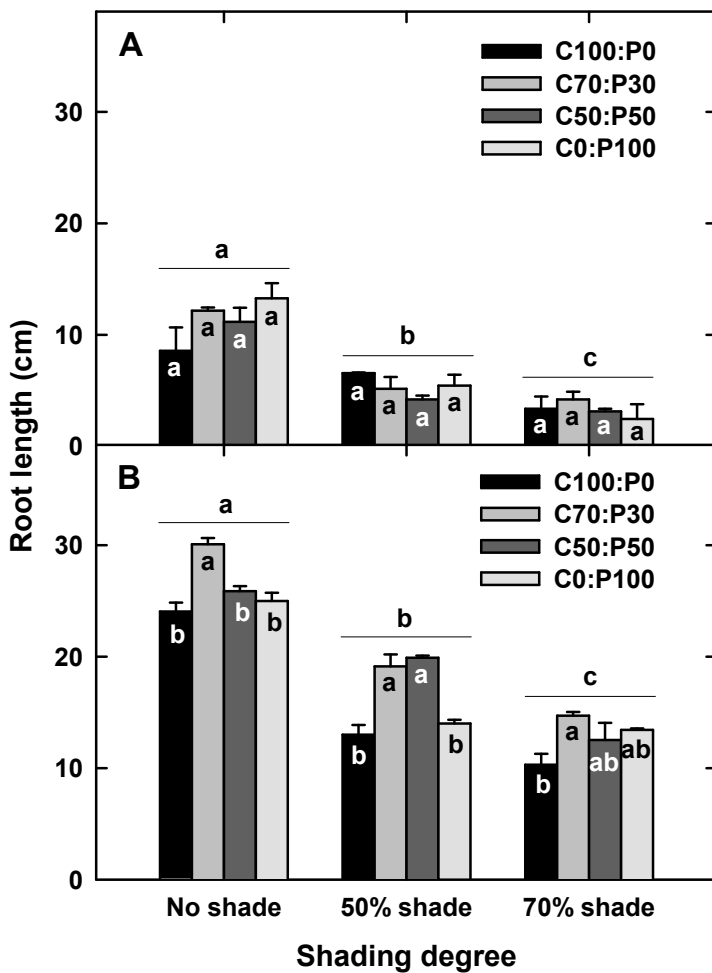 A
C100:P0
C70:P30
C50:P50
C0:P100
30
20
10
0
a
a a a a
b
a a a a
c
a a a a
Root length (cm)
B
C100:P0
C70:P30
C50:P50
C0:P100
30
20
10
0
a
b a b b
b
b a a b
c
b a ab ab
No shade 50% shade 70% shade
Shading degree